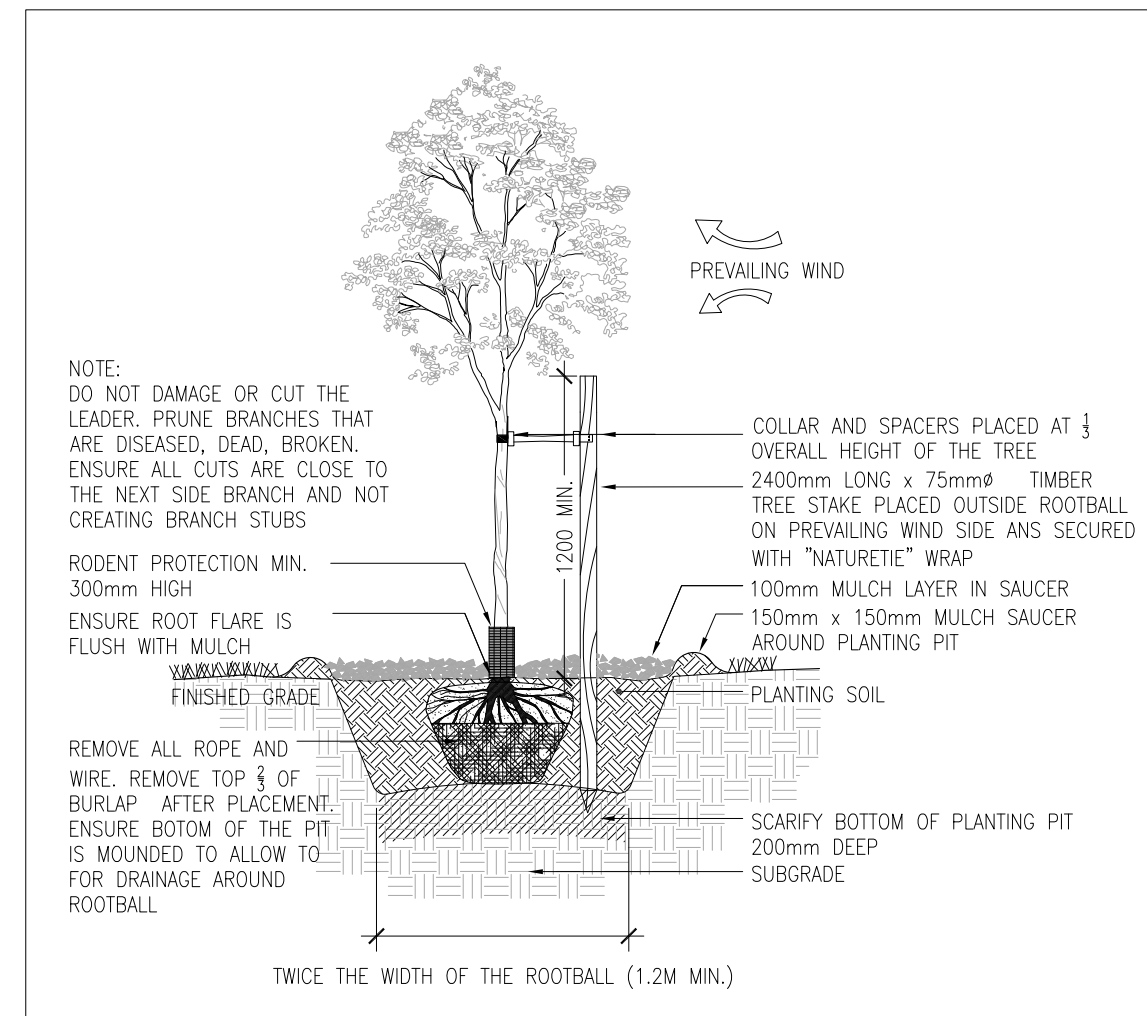 PREVAILING WIND
NOTE:
DO NOT DAMAGE OR CUT THE
LEADER. PRUNE BRANCHES THAT
ARE DISEASED, DEAD, BROKEN.
ENSURE ALL CUTS ARE CLOSE TO
THE NEXT SIDE BRANCH AND NOT
CREATING BRANCH STUBS
RODENT PROTECTION MIN.
300mm HIGH
ENSURE ROOT FLARE IS
FLUSH WITH MULCH
FINISHED GRADE
REMOVE ALL ROPE AND
WIRE. REMOVE TOP 2/3 OF
BURLAP AFTER PLACEMENT.
ENSURE BOTOM OF THE PIT
IS MOUNDED TO ALLOW TO
FOR DRAINAGE AROUND
ROOTBALL
1200 MIN.
COLLAR AND SPACERS PLACED AT 1/3
OVERALL HEIGHT OF THE TREE
2400mm LONG x 75mmø TIMBER
TREE STAKE PLACED OUTSIDE ROOTBALL
ON PREVAILING WIND SIDE ANS SECURED
WITH "NATURETIE" WRAP
100mm MULCH LAYER IN SAUCER
150mm x 150mm MULCH SAUCER
AROUND PLANTING PIT
PLANTING SOIL
SCARIFY BOTTOM OF PLANTING PIT
200mm DEEP
SUBGRADE
TWICE THE WIDTH OF THE ROOTBALL (1.2M MIN.)